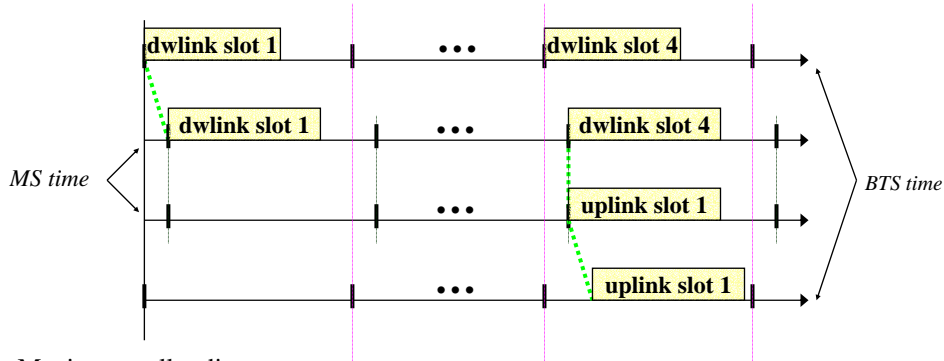 dwlink slot 1
•••
dwlink slot 4
dwlink slot 1
•••
dwlink slot 4
MS time
BTS time
•••
uplink slot 1
•••
uplink slot 1